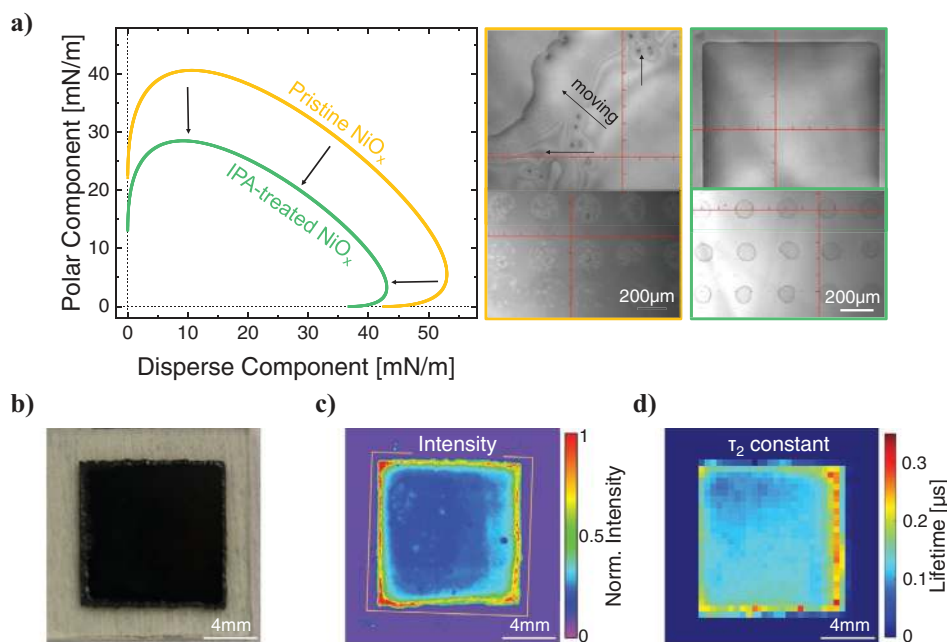 a)
Polar Component [mN/m]
40
30
20
10
0
0
10
20
30
40
50
Disperse Component [mN/m]
Pristine NiOₓ
IPA-treated NiOₓ
moving
200µm
200µm
b)
4mm
c)
Intensity
1
0.5
0
Norm. Intensity
4mm
d)
τ₂ constant
0.3
0.2
0.1
0
Lifetime [µs]
4mm